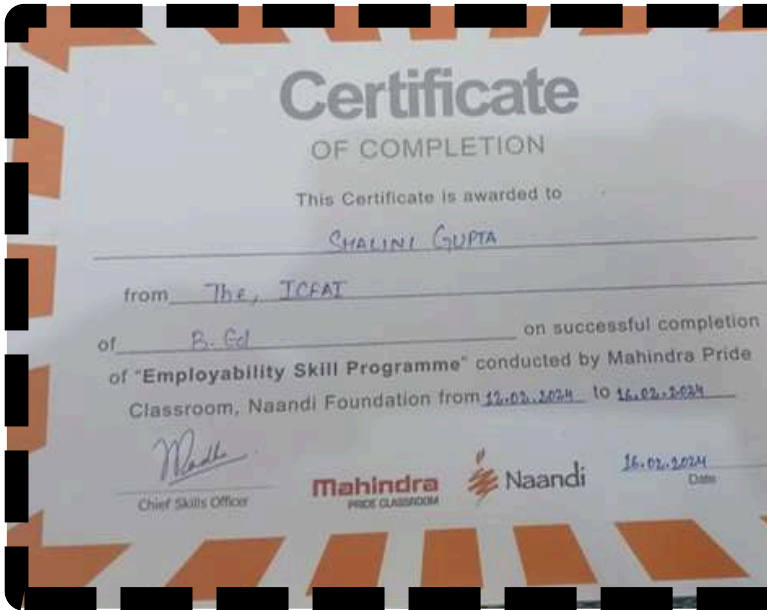 Certificate
OF COMPLETION
This Certificate is awarded to
SHALINI GUPTA
from The, ICFAI
of B. Ed on successful completion
of "Employability Skill Programme" conducted by Mahindra Pride
Classroom, Naandi Foundation from 12.02.2024 to 16.02.2024
Madhu
Chief Skills Officer
Mahindra
PRIDE CLASSROOM
Naandi
16.02.2024
Date